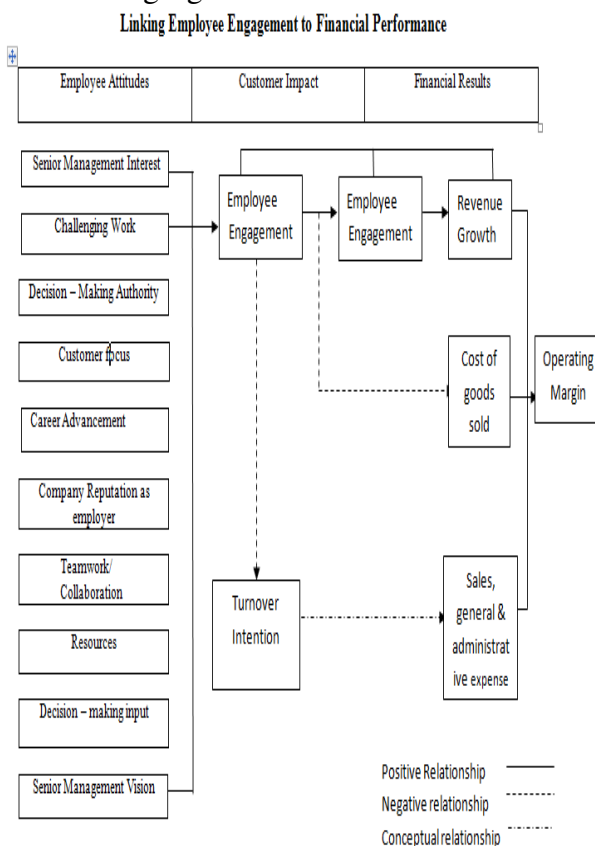 Linking Employee Engagement to Financial Performance
Employee Attitudes
Customer Impact
Financial Results
Senior Management Interest
Challenging Work
Decision – Making Authority
Customer focus
Career Advancement
Company Reputation as
employer
Teamwork/
Collaboration
Resources
Decision – making input
Senior Management Vision
Employee
Engagement
Employee
Engagement
Revenue
Growth
Cost of
goods
sold
Operating
Margin
Turnover
Intention
Sales,
general &
administrat
ive expense
Positive Relationship
Negative relationship
Conceptual relationship